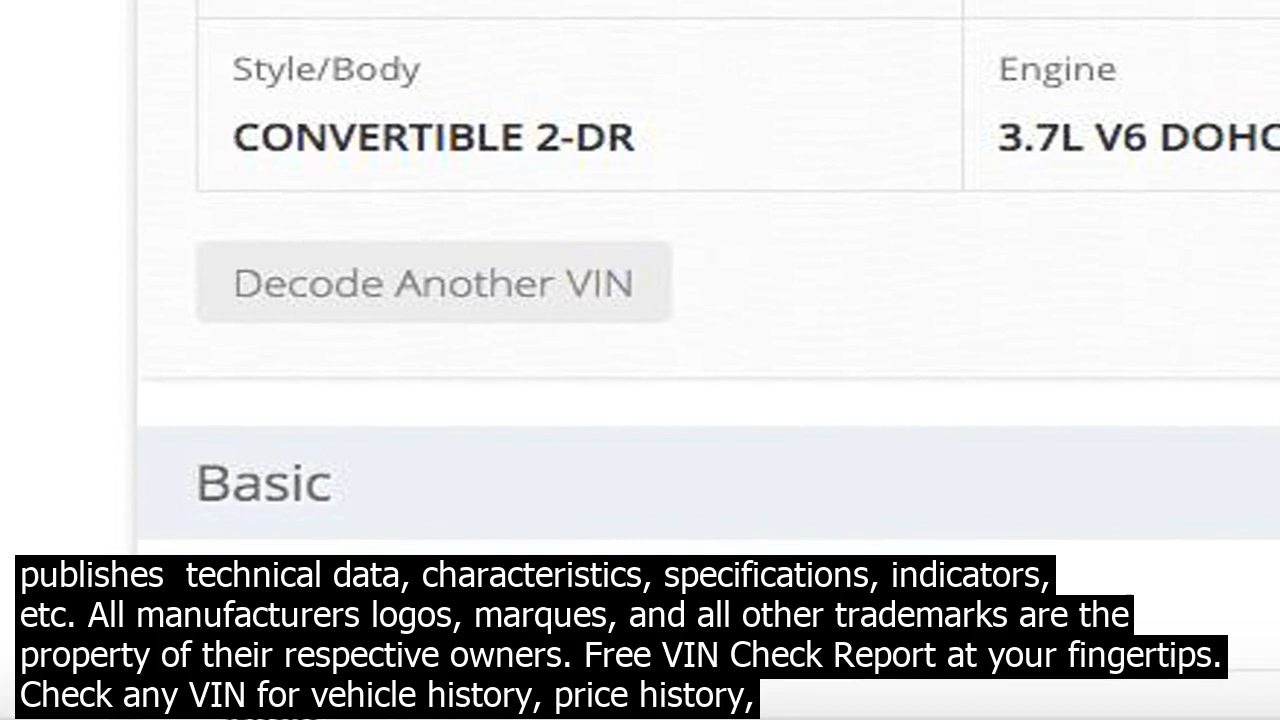 Style/Body
Engine
CONVERTIBLE 2-DR
3.7L V6 DOHC
Decode Another VIN
Basic
publishes  technical data, characteristics, specifications, indicators,
etc. All manufacturers logos, marques, and all other trademarks are the
property of their respective owners. Free VIN Check Report at your fingertips.
Check any VIN for vehicle history, price history,